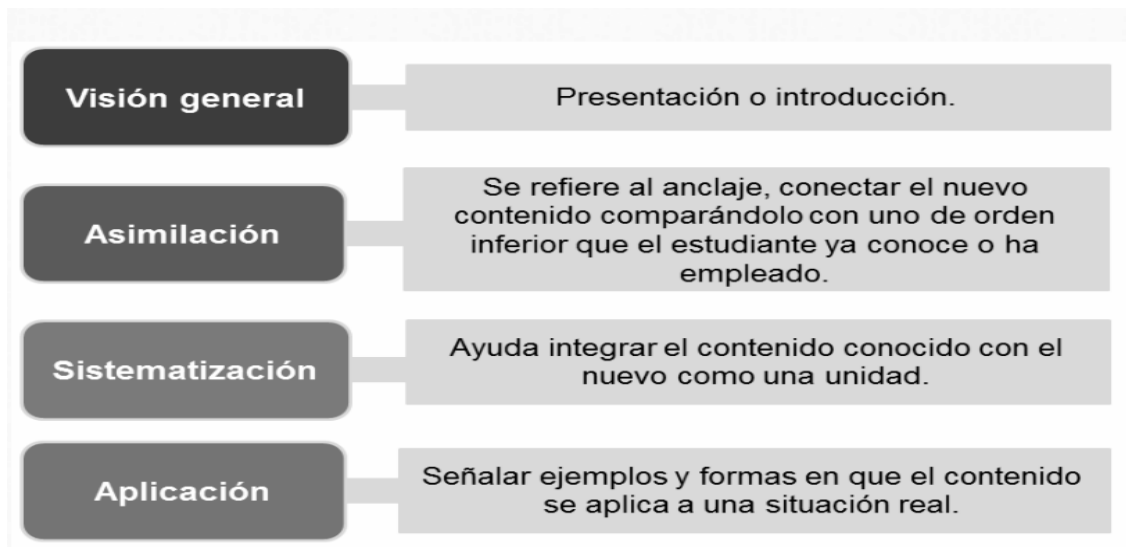 Visión general
Presentación o introducción.
Asimilación
Se refiere al anclaje, conectar el nuevo
contenido comparándolo con uno de orden
inferior que el estudiante ya conoce o ha
empleado.
Sistematización
Ayuda integrar el contenido conocido con el
nuevo como una unidad.
Aplicación
Señalar ejemplos y formas en que el contenido
se aplica a una situación real.